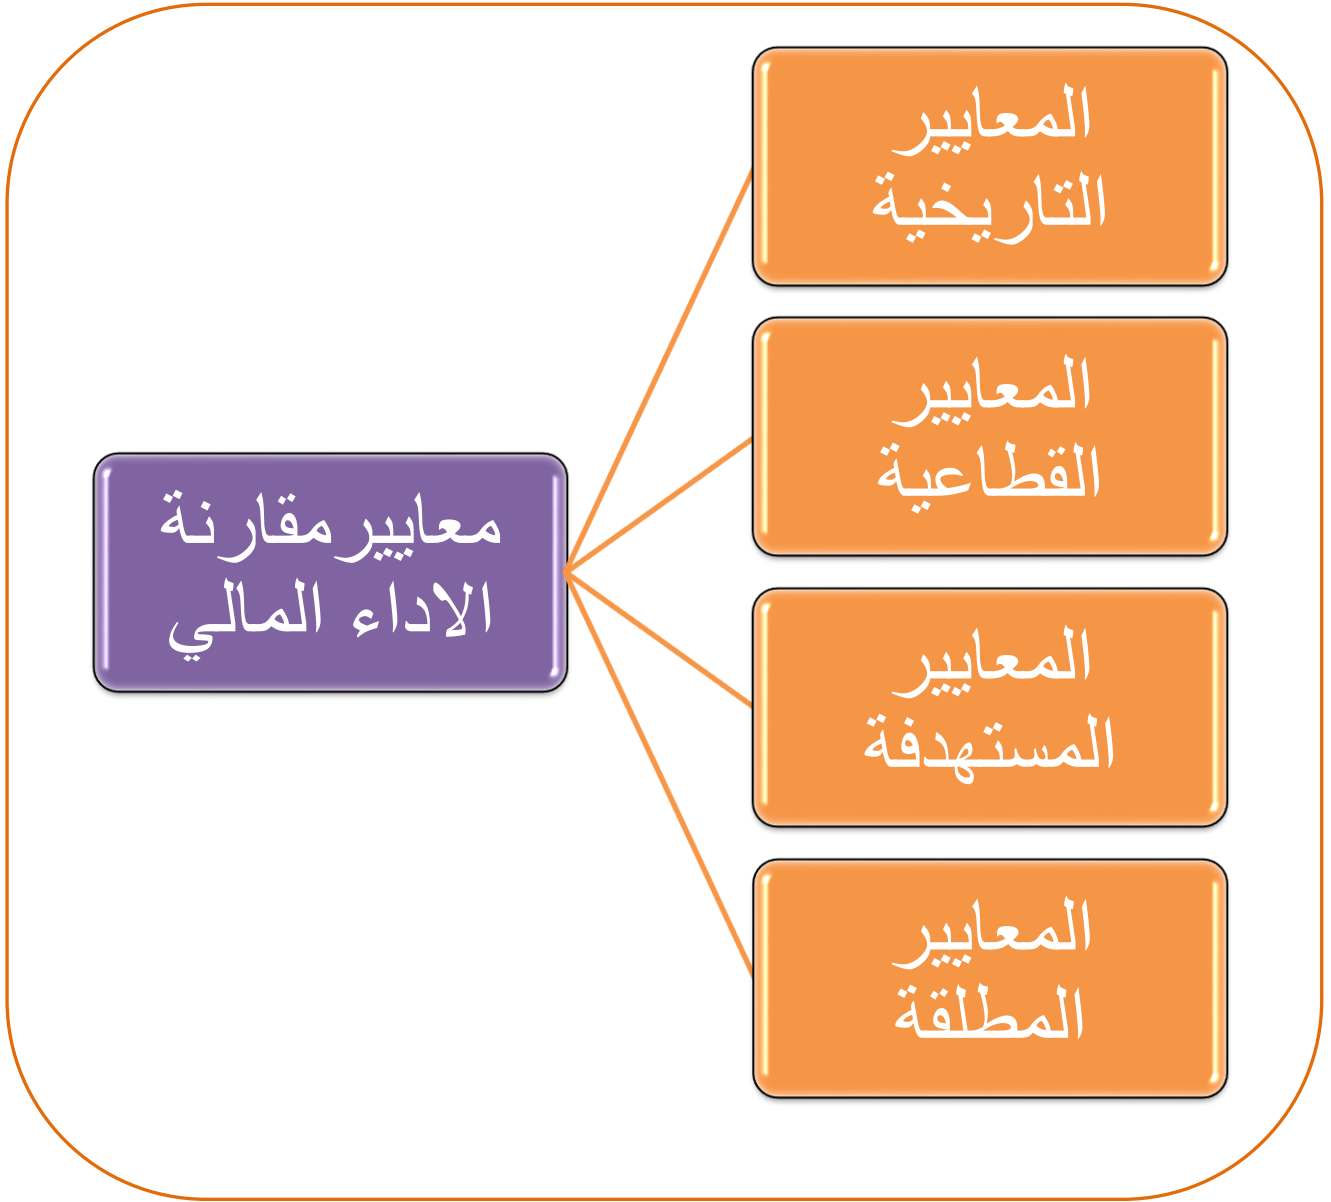 معايير مقارنة
الاداء المالي
المعايير
التاريخية
المعايير
القطاعية
المعايير
المستهدفة
المعايير
المطلقة